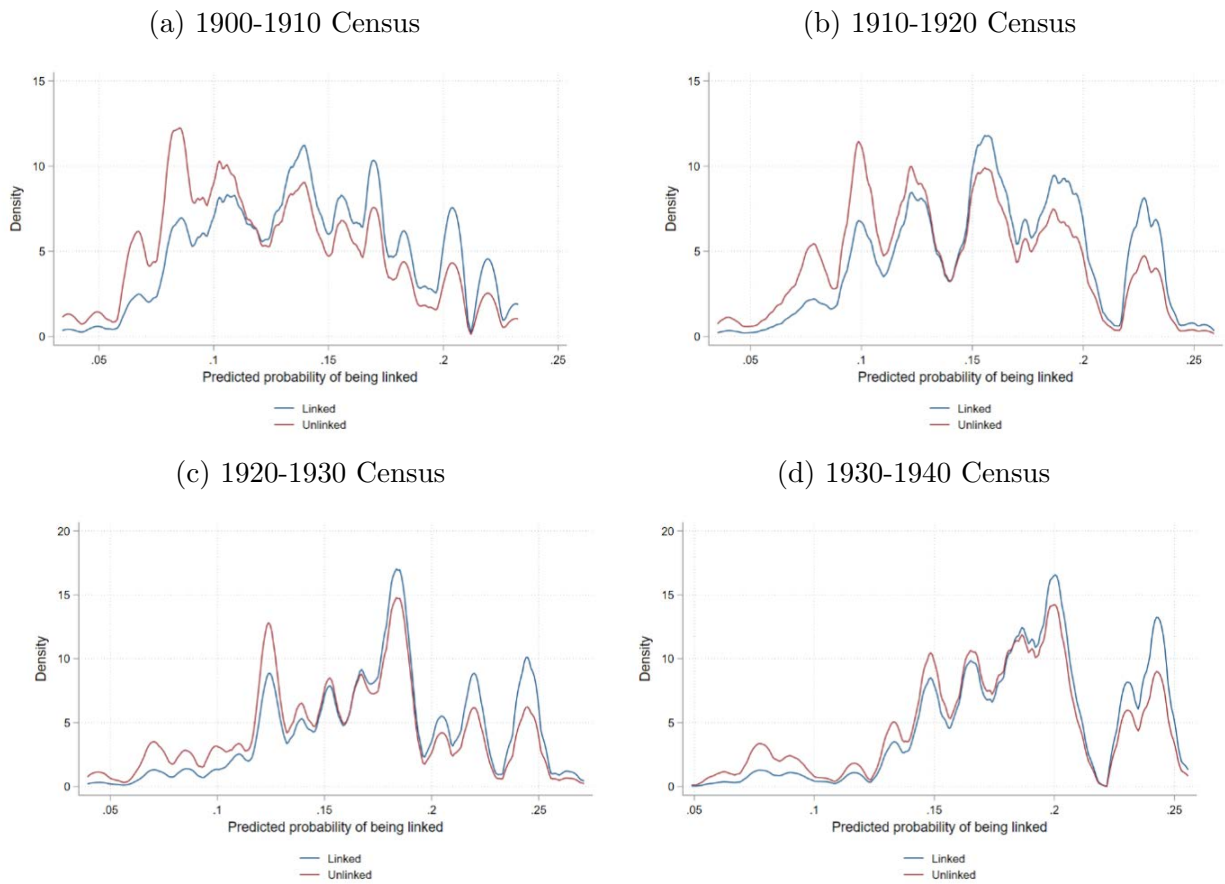 (a) 1900-1910 Census
15
10
5
0
Density
.05 .1 .15 .2 .25
Predicted probability of being linked
Linked
Unlinked
(b) 1910-1920 Census
15
10
5
0
Density
.05 .1 .15 .2 .25
Predicted probability of being linked
Linked
Unlinked
(c) 1920-1930 Census
20
15
10
5
0
Density
.05 .1 .15 .2 .25
Predicted probability of being linked
Linked
Unlinked
(d) 1930-1940 Census
20
15
10
5
0
Density
.05 .1 .15 .2 .25
Predicted probability of being linked
Linked
Unlinked